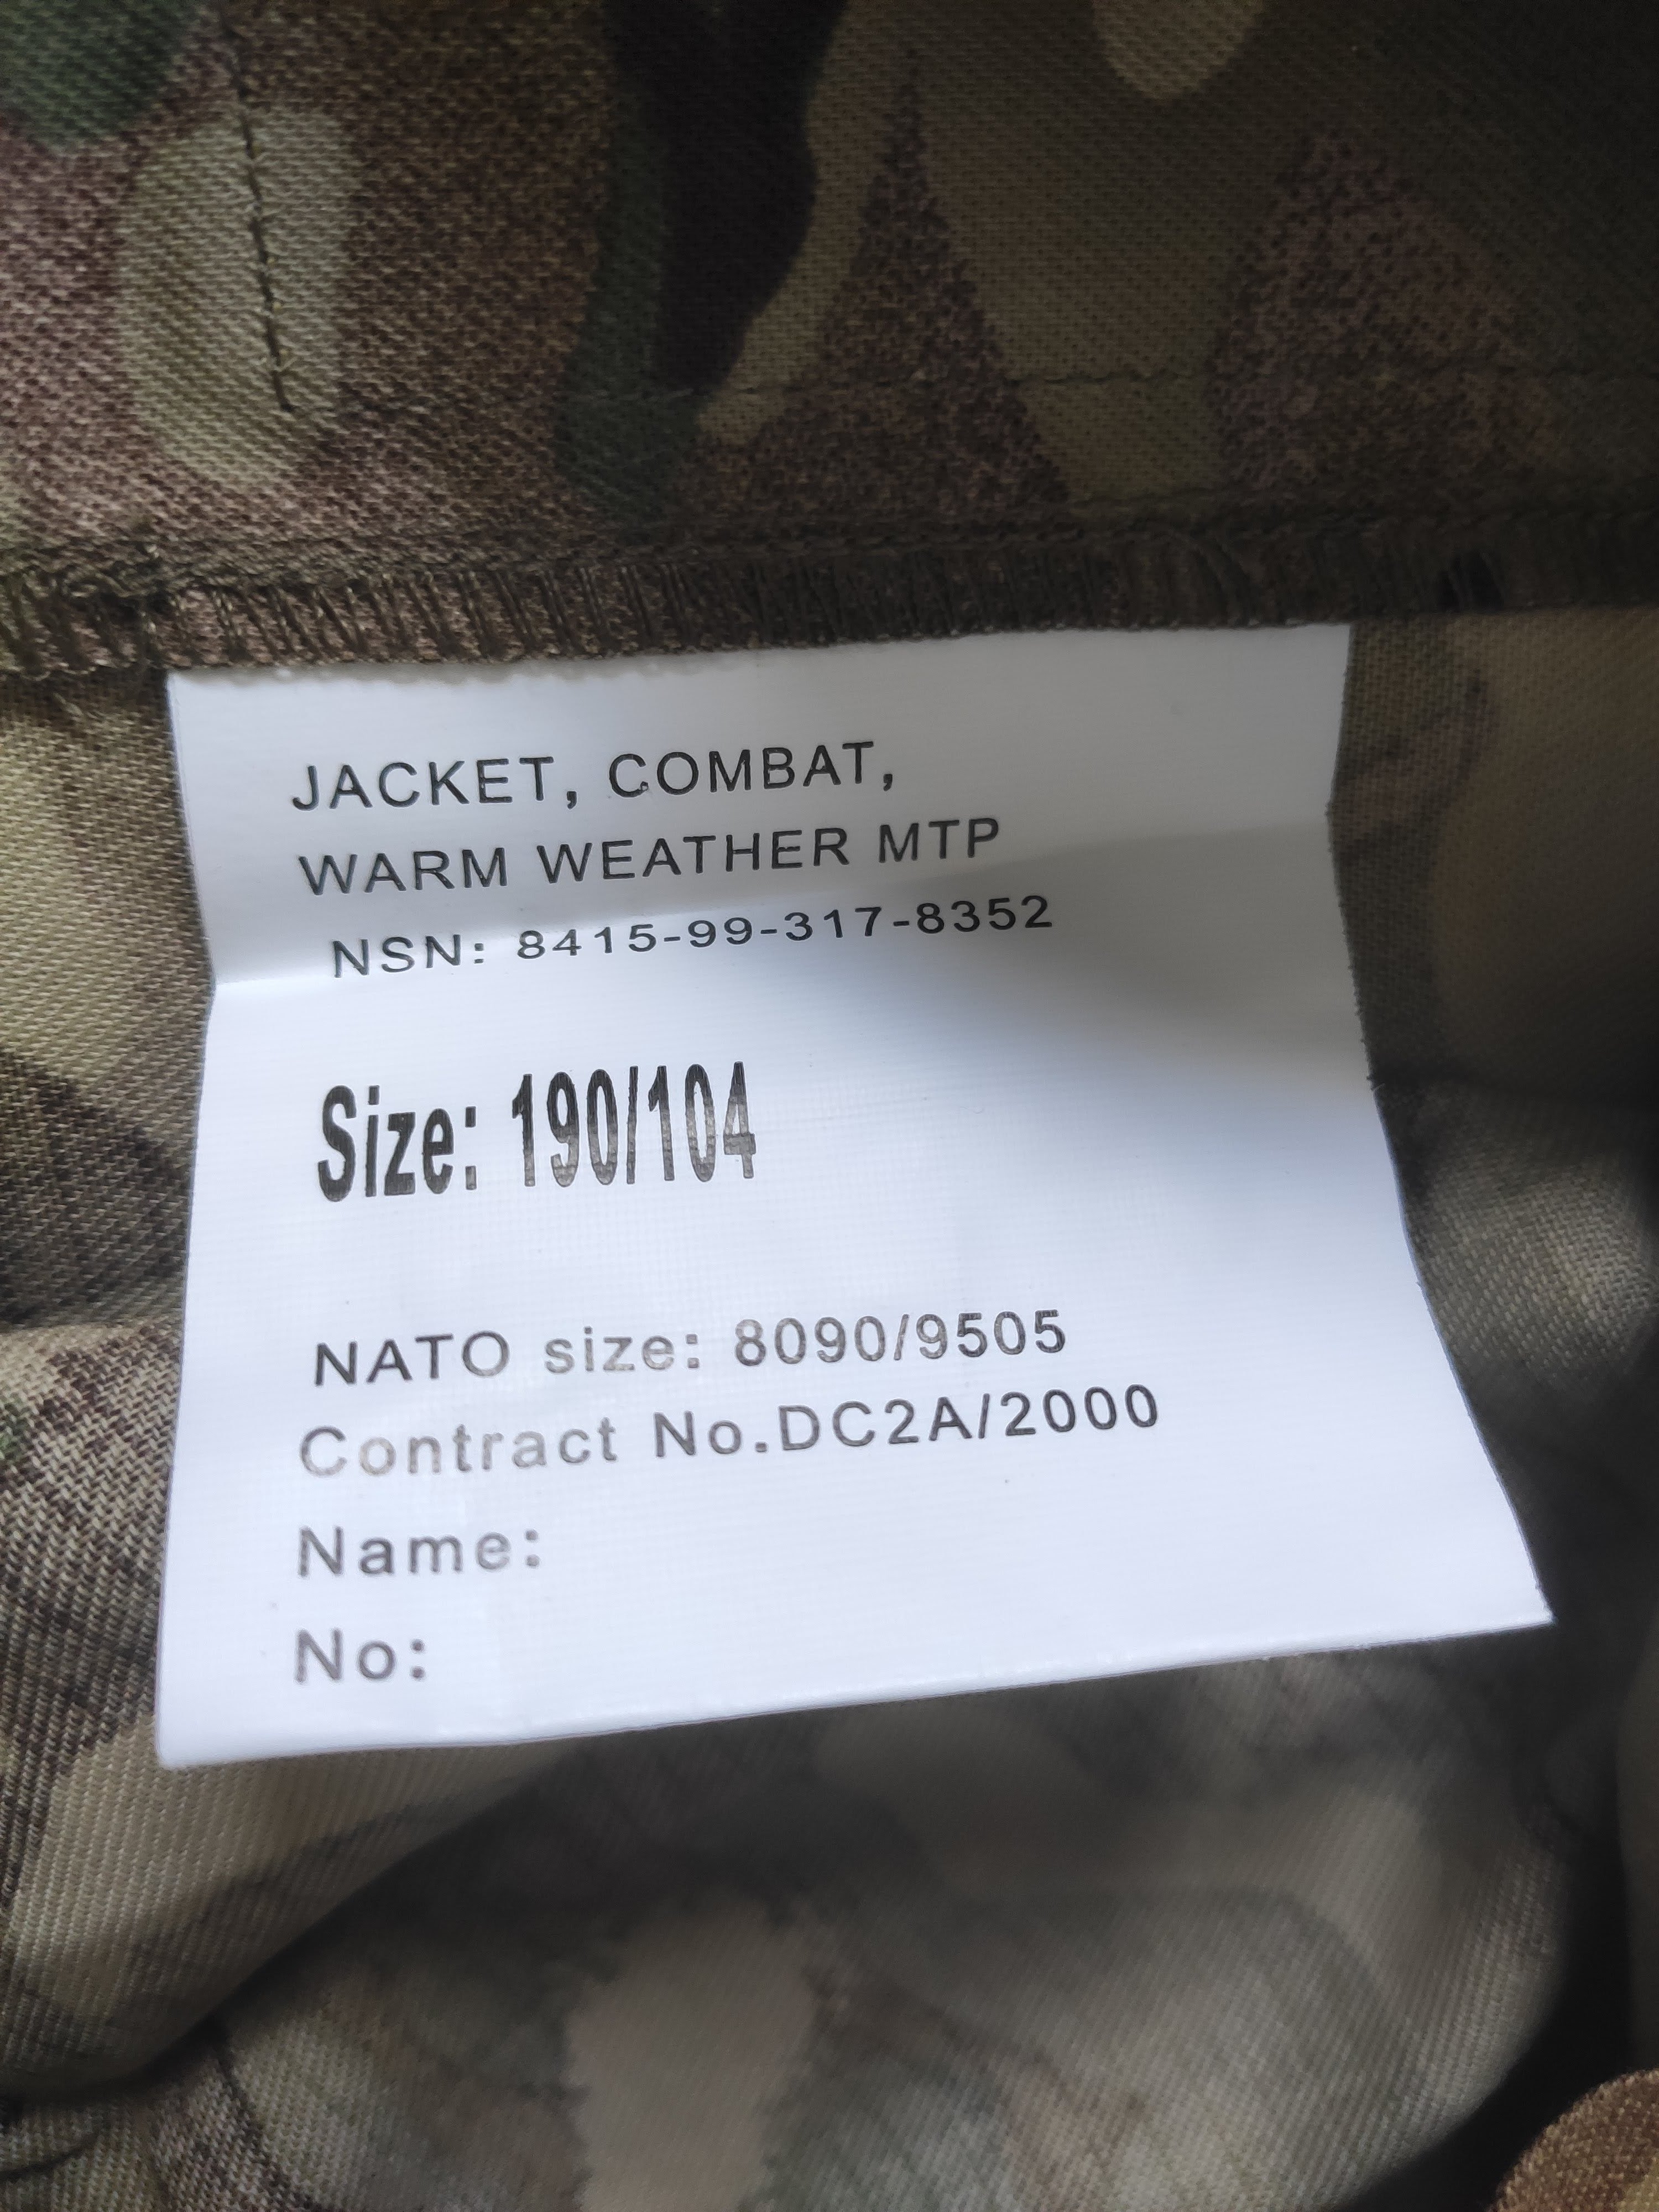 JACKET, COMBAT,
WARM WEATHER MTP
NSN: 8415-99-317-8352
Size: 190/104
NATO size: 8090/9505
Contract No.DC2A/2000
Name:
No: